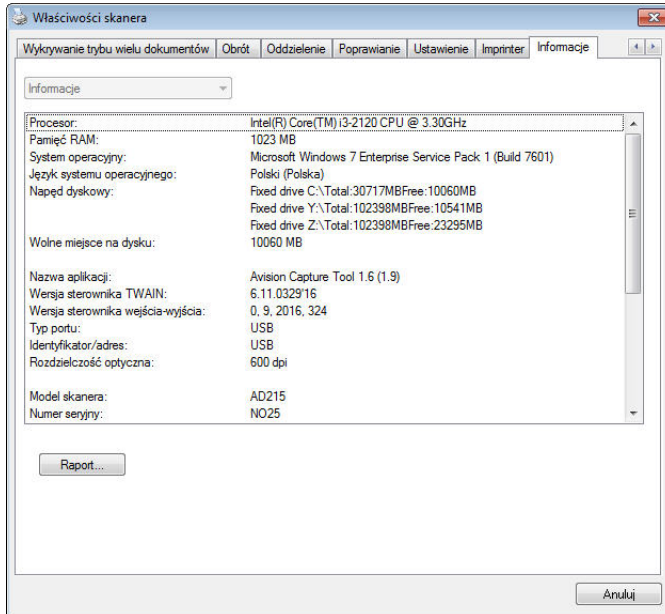 Właściwości skanera
Wykrywanie trybu wielu dokumentów Obrót Oddzielenie Poprawianie Ustawienie Imprinter Informacje
Informacje
Procesor: Intel(R) Core(TM) i3-2120 CPU @ 3.30GHz
Pamięć RAM: 1023 MB
System operacyjny: Microsoft Windows 7 Enterprise Service Pack 1 (Build 7601)
Język systemu operacyjnego: Polski (Polska)
Napęd dyskowy: Fixed drive C:\Total:30717MBFree:10060MB
Fixed drive Y:\Total:102398MBFree:10541MB
Fixed drive Z:\Total:102398MBFree:23295MB
Wolne miejsce na dysku: 10060 MB
Nazwa aplikacji: Avision Capture Tool 1.6 (1.9)
Wersja sterownika TWAIN: 6.11.0329'16
Wersja sterownika wejścia-wyjścia: 0, 9, 2016, 324
Typ portu: USB
Identyfikator/adres: USB
Rozdzielczość optyczna: 600 dpi
Model skanera: AD215
Numer seryjny: NO25
Raport...
Anuluj